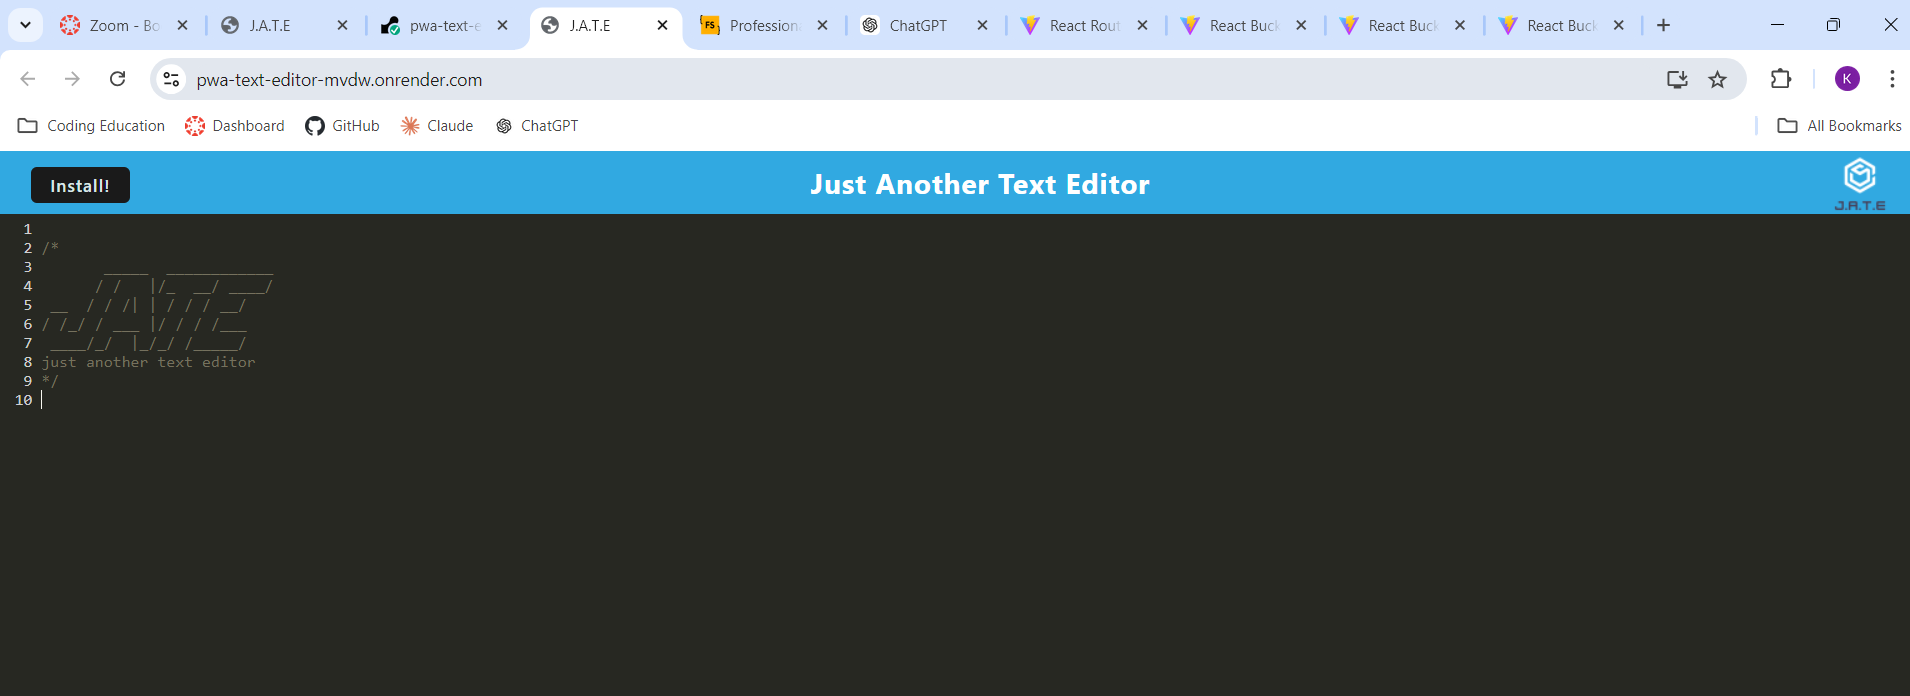 Zoom - Bo
J.A.T.E
pwa-text-e
J.A.T.E
Professiona
ChatGPT
React Rout
React Buck
React Buck
React Buck
pwa-text-editor-mvdw.onrender.com
K
Coding Education
Dashboard
GitHub
Claude
ChatGPT
All Bookmarks
Install!
Just Another Text Editor
J.A.T.E
1
2 /*
3        _____  ____________
4       / /   |/_  __/ ____/
5  __  / / /| | / / / __/
6 / /_/ / ___ |/ / / /___
7  ____/_/  |_/_/ /_____/
8 just another text editor
9 */
10